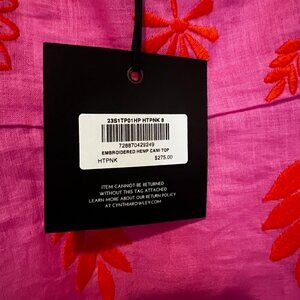 23S1TP01HP HTPNK 8
728870429249
EMBROIDERED HEMP CAMI TOP
HTPNK $275.00
ITEM CANNOT BE RETURNED
WITHOUT THIS TAG ATTACHED
LEARN MORE ABOUT OUR RETURN POLICY
AT CYNTHIAROWLEY.COM